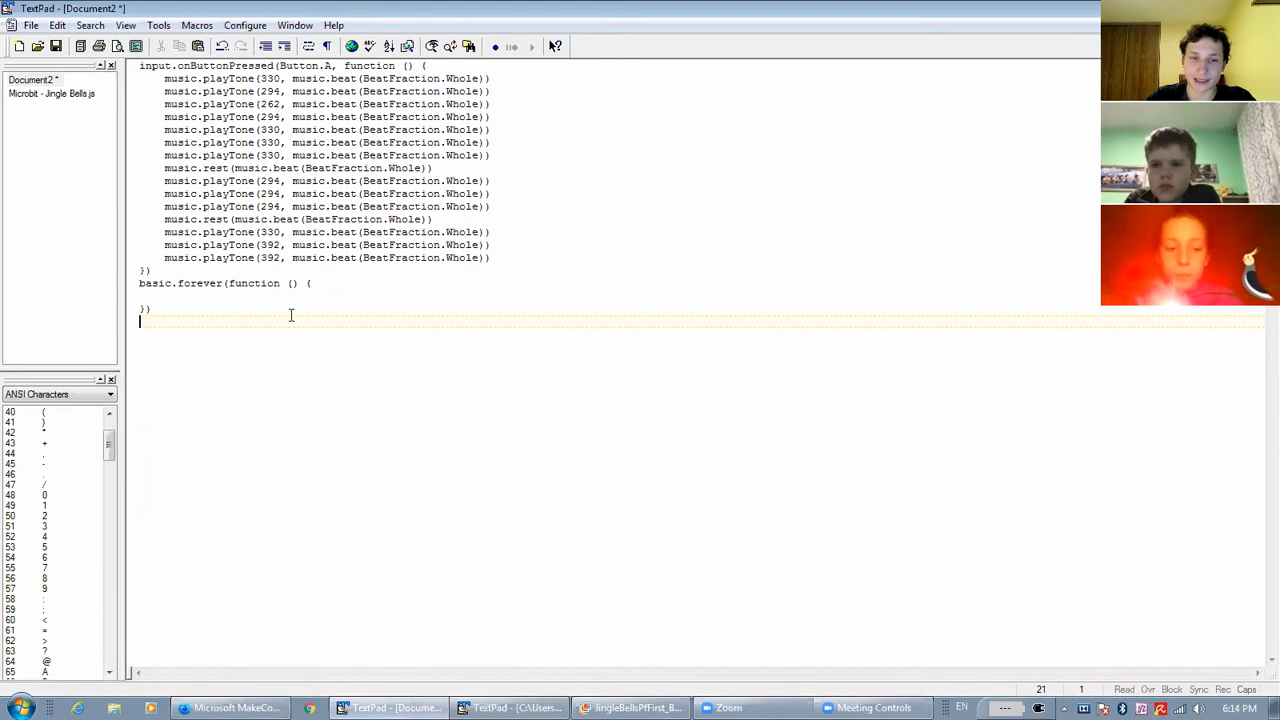 TextPad - [Document2 *]
File Edit Search View Tools Macros Configure Window Help
Document2 *
Microbit - Jingle Bells.js
input.onButtonPressed(Button.A, function () {
music.playTone(330, music.beat(BeatFraction.Whole))
music.playTone(294, music.beat(BeatFraction.Whole))
music.playTone(262, music.beat(BeatFraction.Whole))
music.playTone(294, music.beat(BeatFraction.Whole))
music.playTone(330, music.beat(BeatFraction.Whole))
music.playTone(330, music.beat(BeatFraction.Whole))
music.playTone(330, music.beat(BeatFraction.Whole))
music.rest(music.beat(BeatFraction.Whole))
music.playTone(294, music.beat(BeatFraction.Whole))
music.playTone(294, music.beat(BeatFraction.Whole))
music.playTone(294, music.beat(BeatFraction.Whole))
music.rest(music.beat(BeatFraction.Whole))
music.playTone(330, music.beat(BeatFraction.Whole))
music.playTone(392, music.beat(BeatFraction.Whole))
music.playTone(392, music.beat(BeatFraction.Whole))
})
basic.forever(function () {
})
ANSI Characters
40 (
41 )
42 *
43 +
44 ,
45 -
46 .
47 /
48 0
49 1
50 2
51 3
52 4
53 5
54 6
55 7
56 8
57 9
58 :
59 ;
60 <
61 =
62 >
63 ?
64 @
65 A
21 1 Read Ovr Block Sync Rec Caps
Microsoft MakeCo...
TextPad - [Docume...
TextPad - [C:\Users...
JingleBellsPfFirst_B...
Zoom
Meeting Controls
EN
6:14 PM